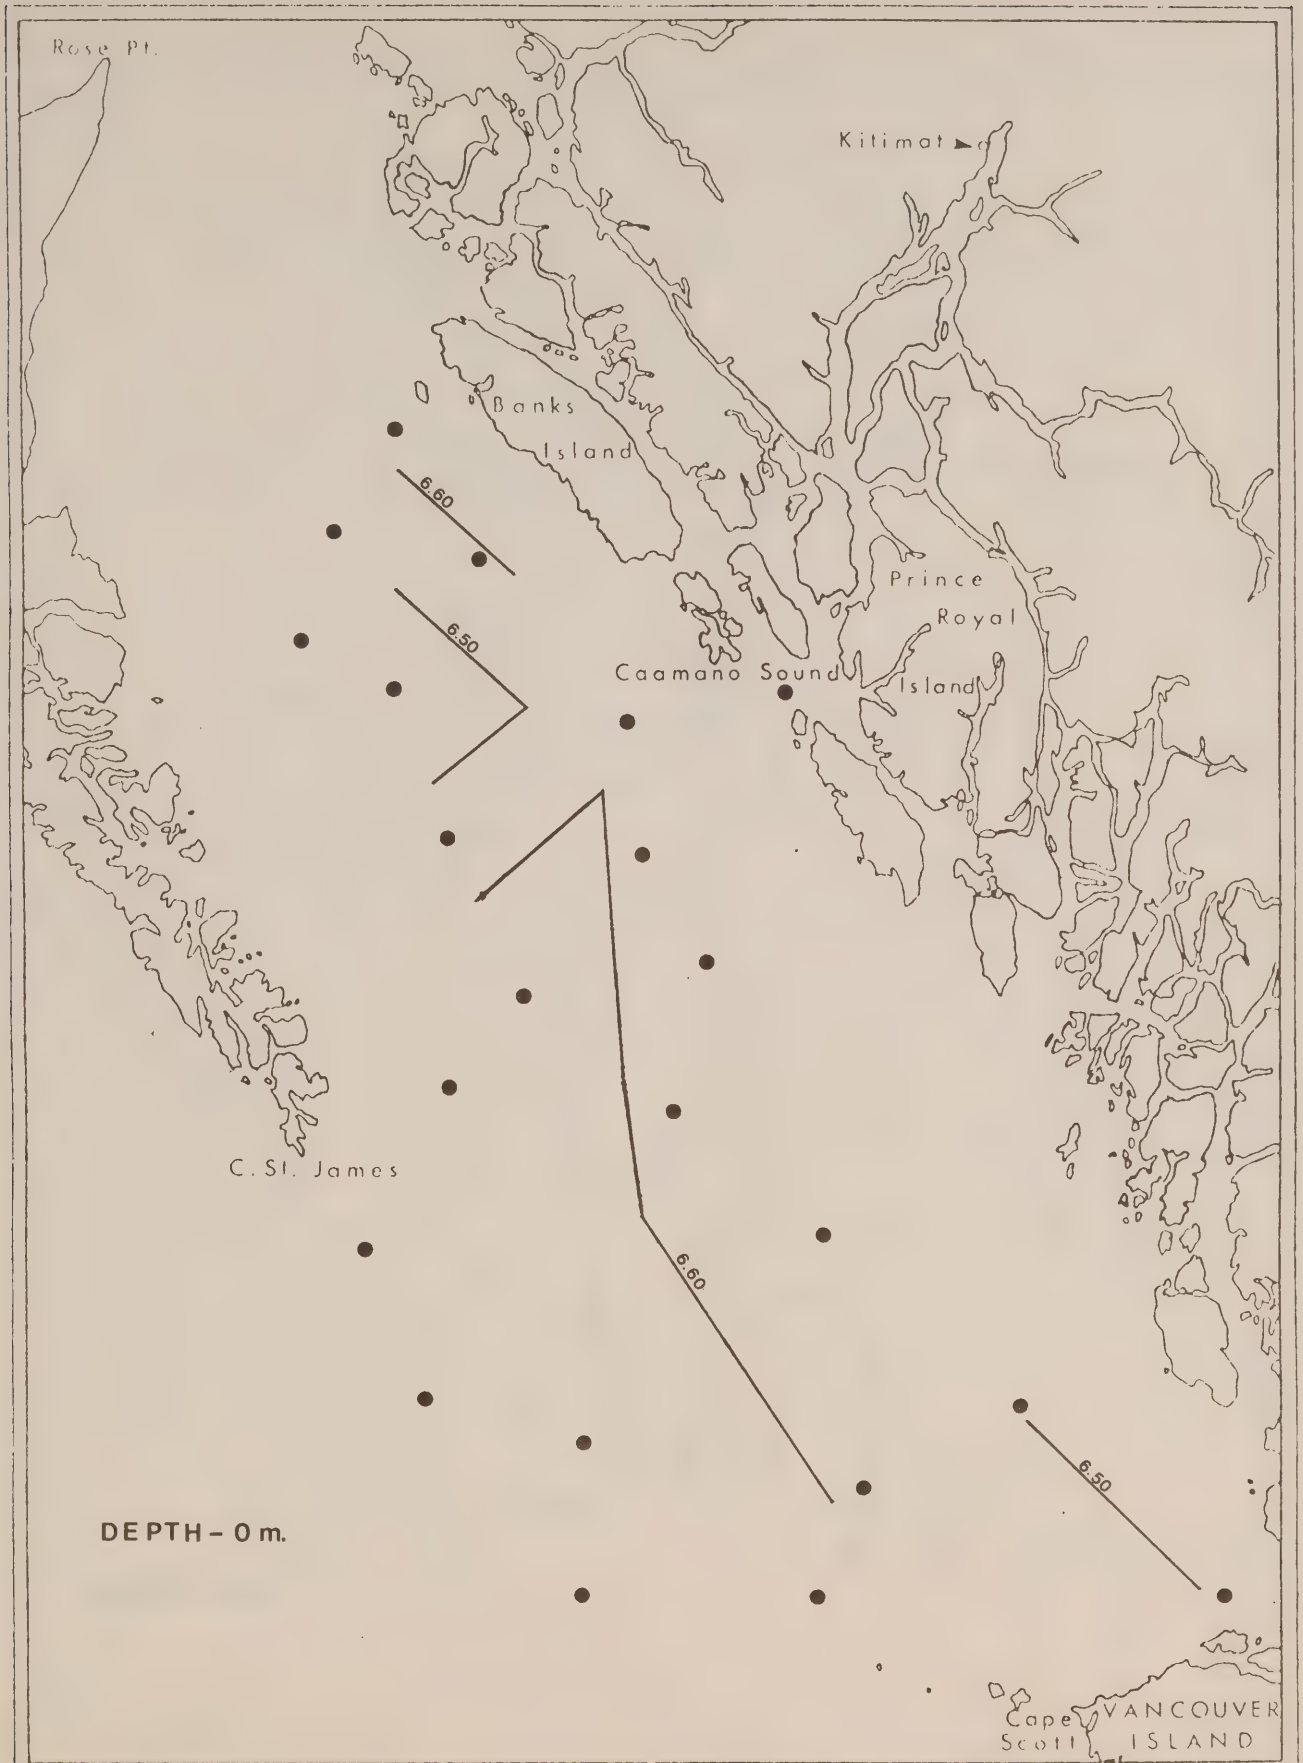 Rose Pt.
Kitimat
Banks
Island
6.60
Prince
Royal
Island
6.50
Caamano Sound
C. St. James
6.60
6.50
DEPTH – 0 m.
Cape
Scott
VANCOUVER
ISLAND